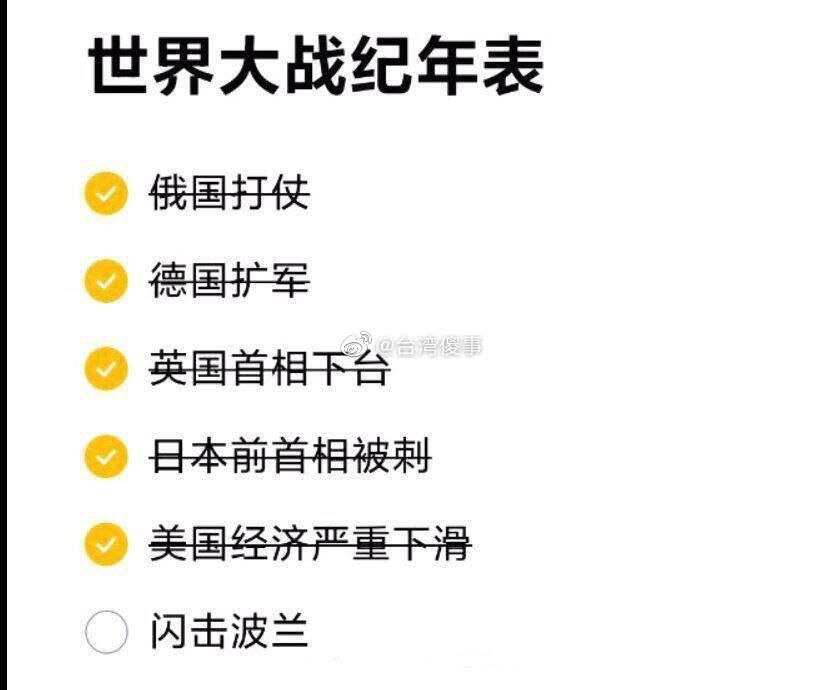 世界大战纪年表
俄国打仗
德国扩军
@台湾傻事
英国首相下台
日本前首相被刺
美国经济严重下滑
闪击波兰